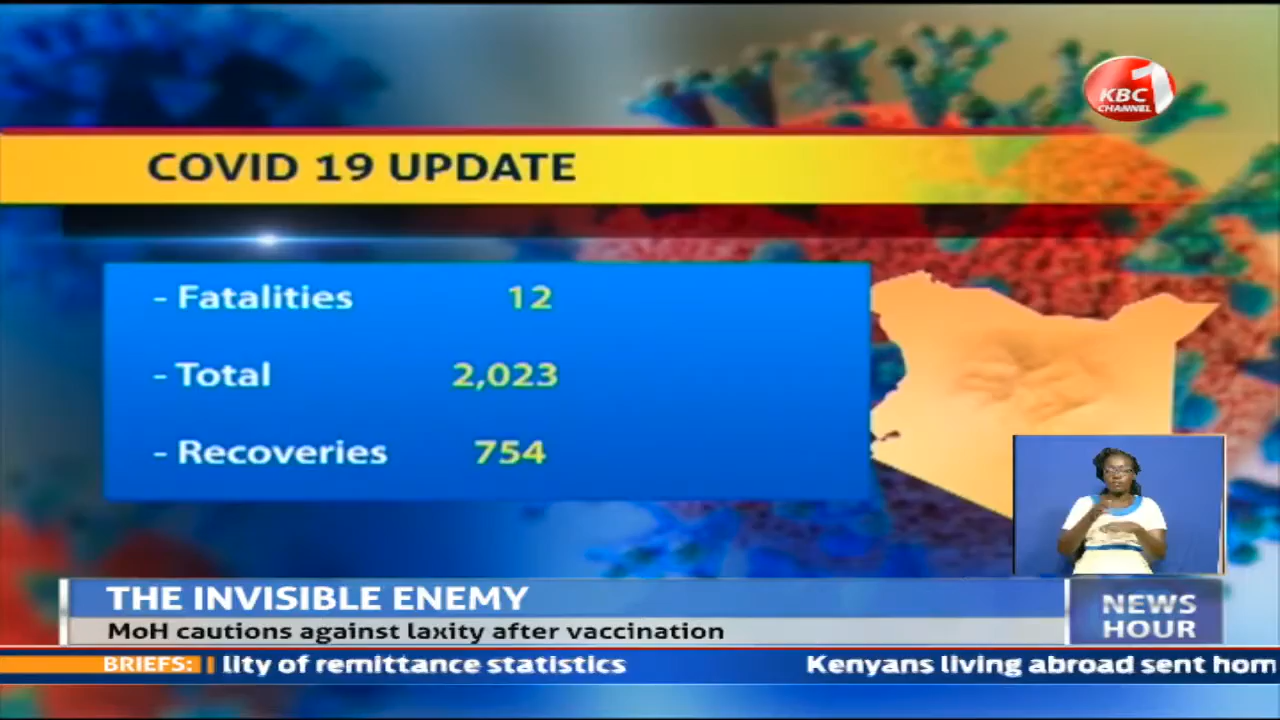 KBC 1
CHANNEL
COVID 19 UPDATE
- Fatalities 12
- Total 2,023
- Recoveries 754
THE INVISIBLE ENEMY
MoH cautions against laxity after vaccination
NEWS
HOUR
BRIEFS: lity of remittance statistics Kenyans living abroad sent hom